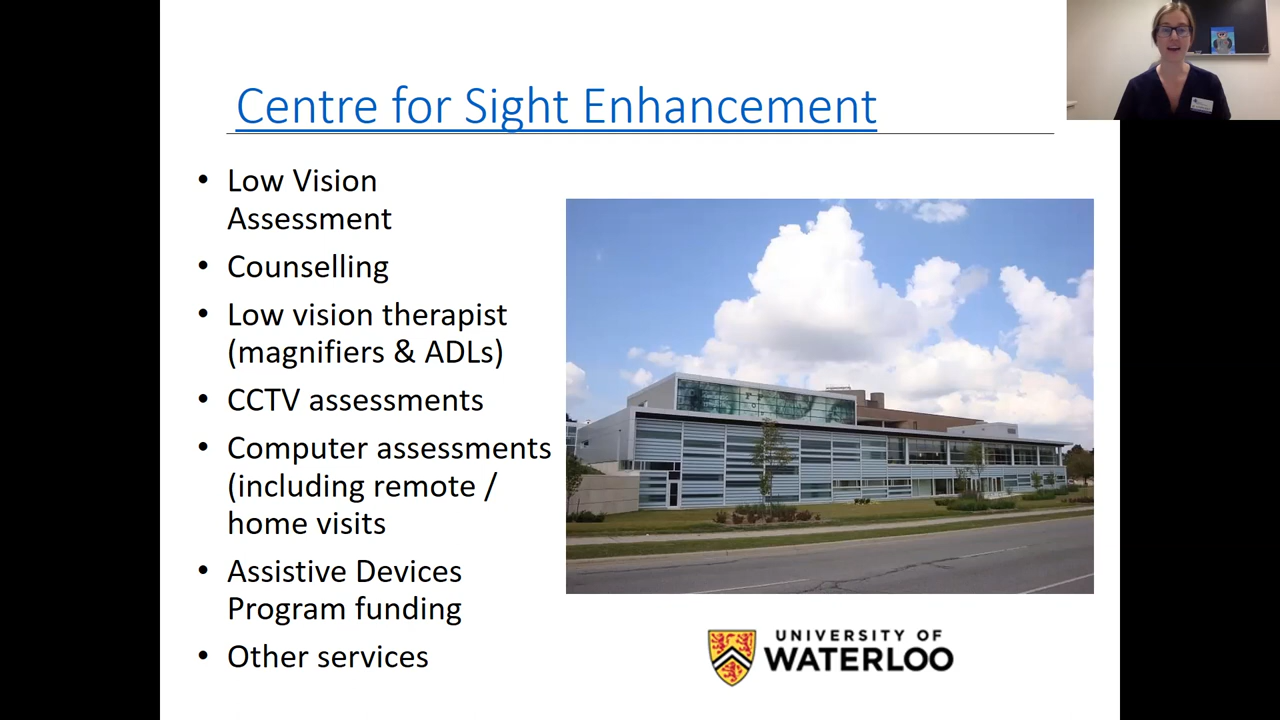 Centre for Sight Enhancement
• Low Vision
Assessment
• Counselling
• Low vision therapist
(magnifiers & ADLs)
• CCTV assessments
• Computer assessments
(including remote /
home visits
• Assistive Devices
Program funding
• Other services
UNIVERSITY OF
WATERLOO